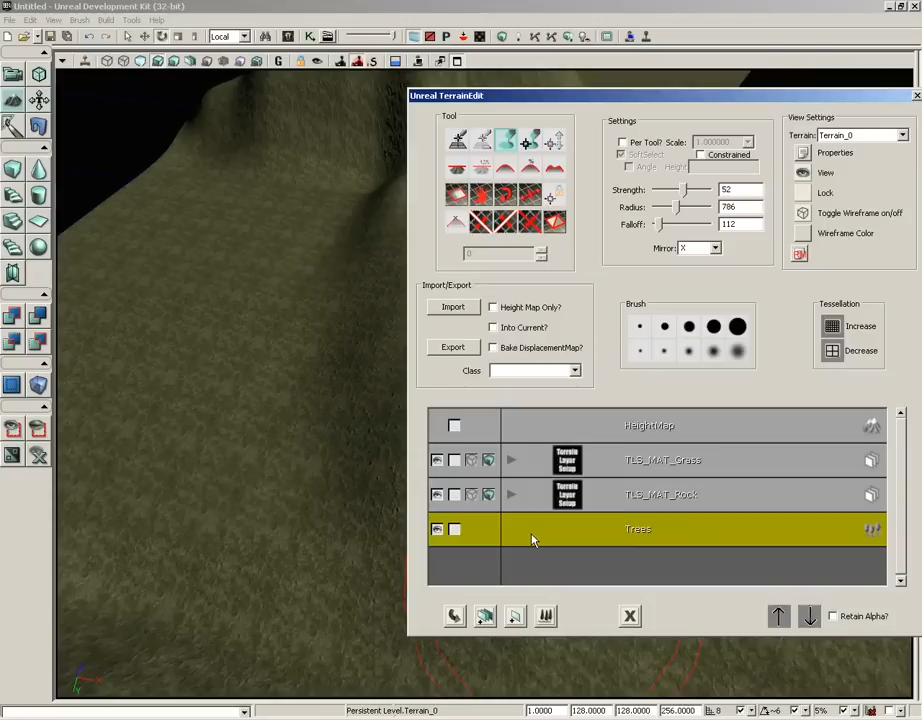 Untitled - Unreal Development Kit (32-bit)
File Edit View Brush Build Tools Help
Local
G
P
S
Unreal TerrainEdit
Tool
Settings
View Settings
Per Tool? Scale: 1.000000
SoftSelect Constrained
Angle Height
Terrain: Terrain_0
Properties
View
Strength: 52
Lock
Radius: 786
Toggle Wireframe on/off
Falloff: 112
Wireframe Color
Mirror: X
0
Import/Export
Import Height Map Only?
Into Current?
Export Bake DisplacementMap?
Class
Brush
Tessellation
Increase
Decrease
HeightMap
Terrain Layer Setup TLS_MAT_Grass
Terrain Layer Setup TLS_MAT_Rock
Trees
X
Retain Alpha?
Z X
Y
Persistent Level.Terrain_0 1.0000 128.0000 128.0000 256.0000 8 ~6 5%